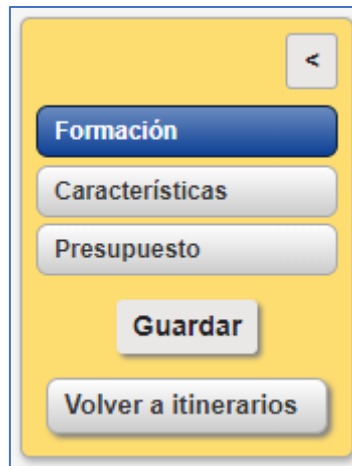 <
Formación
Características
Presupuesto
Guardar
Volver a itinerarios